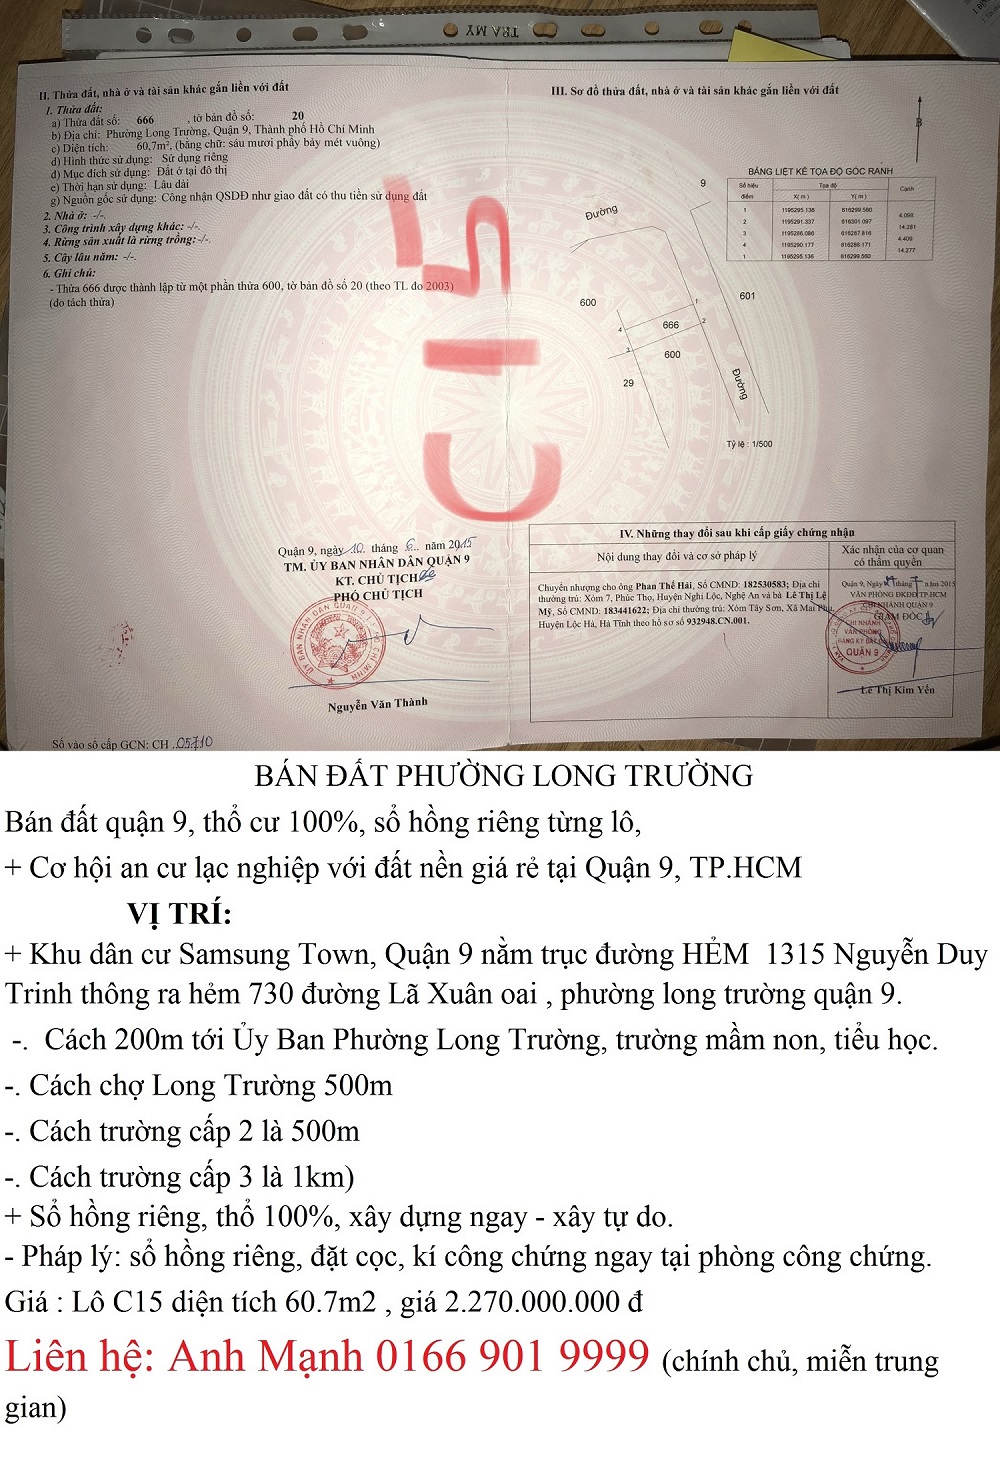 TRA MY
II. Thửa đất, nhà ở và tài sản khác gắn liền với đất
1. Thửa đất:
a) Thửa đất số: 666 , tờ bản đồ số: 20
b) Địa chỉ: Phường Long Trường, Quận 9, Thành phố Hồ Chí Minh
c) Diện tích: 60,7m², (bằng chữ: sáu mươi phẩy bảy mét vuông)
d) Hình thức sử dụng: Sử dụng riêng
đ) Mục đích sử dụng: Đất ở tại đô thị
e) Thời hạn sử dụng: Lâu dài
g) Nguồn gốc sử dụng: Công nhận QSDĐ như giao đất có thu tiền sử dụng đất
2. Nhà ở: -/-.
3. Công trình xây dựng khác: -/-.
4. Rừng sản xuất là rừng trồng: -/-.
5. Cây lâu năm: -/-.
6. Ghi chú:
- Thửa 666 được thành lập từ một phần thửa 600, tờ bản đồ số 20 (theo TL đo 2003)
(do tách thửa)
C15
Quận 9, ngày 10 tháng 6 năm 2015
TM. ỦY BAN NHÂN DÂN QUẬN 9
KT. CHỦ TỊCH
PHÓ CHỦ TỊCH
Nguyễn Văn Thành
Số vào sổ cấp GCN: CH 05710
III. Sơ đồ thửa đất, nhà ở và tài sản khác gắn liền với đất
B
BẢNG LIỆT KÊ TỌA ĐỘ GÓC RANH
Số hiệu điểm Tọa độ Cạnh
X( m ) Y( m )
1 1195295.136 616299.560
4.098
2 1195291.337 616301.097
14.281
3 1195286.086 616287.816
4.409
4 1195290.177 616286.171
14.277
1 1195295.136 616299.560
9
Đường
600
601
1
666
2
4
3
600
29
Đường
Tỷ lệ : 1/500
IV. Những thay đổi sau khi cấp giấy chứng nhận
Nội dung thay đổi và cơ sở pháp lý
Xác nhận của cơ quan
có thẩm quyền
Chuyển nhượng cho ông Phan Thế Hải, Số CMND: 182530583; Địa chỉ
thường trú: Xóm 7, Phúc Thọ, Huyện Nghi Lộc, Nghệ An và bà Lê Thị Lệ
Mỹ, Số CMND: 183441622; Địa chỉ thường trú: Xóm Tây Sơn, Xã Mai Phụ,
Huyện Lộc Hà, Hà Tĩnh theo hồ sơ số 932948.CN.001.
Quận 9, Ngày tháng 7 năm 2015
VĂN PHÒNG ĐKĐĐ TP.HCM
CHI NHÁNH QUẬN 9
GIÁM ĐỐC
CHI NHÁNH
VĂN PHÒNG
ĐĂNG KÝ ĐẤT ĐAI
QUẬN 9
Lê Thị Kim Yến
BÁN ĐẤT PHƯỜNG LONG TRƯỜNG
Bán đất quận 9, thổ cư 100%, sổ hồng riêng từng lô,
+ Cơ hội an cư lạc nghiệp với đất nền giá rẻ tại Quận 9, TP.HCM
VỊ TRÍ:
+ Khu dân cư Samsung Town, Quận 9 nằm trục đường HẺM 1315 Nguyễn Duy
Trinh thông ra hẻm 730 đường Lã Xuân oai , phường long trường quận 9.
-. Cách 200m tới Ủy Ban Phường Long Trường, trường mầm non, tiểu học.
-. Cách chợ Long Trường 500m
-. Cách trường cấp 2 là 500m
-. Cách trường cấp 3 là 1km)
+ Sổ hồng riêng, thổ 100%, xây dựng ngay - xây tự do.
- Pháp lý: sổ hồng riêng, đặt cọc, kí công chứng ngay tại phòng công chứng.
Giá : Lô C15 diện tích 60.7m2 , giá 2.270.000.000 đ
Liên hệ: Anh Mạnh 0166 901 9999 (chính chủ, miễn trung
gian)